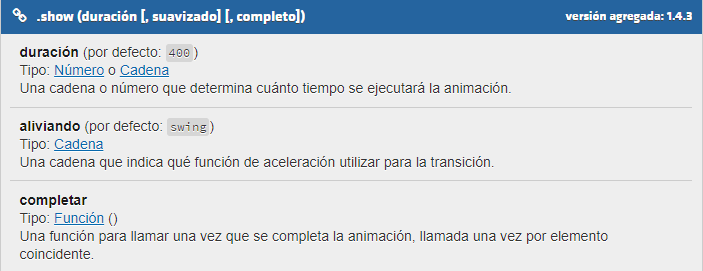 .show (duración [, suavizado] [, completo])
versión agregada: 1.4.3
duración (por defecto: 400)
Tipo: Número o Cadena
Una cadena o número que determina cuánto tiempo se ejecutará la animación.
aliviando (por defecto: swing)
Tipo: Cadena
Una cadena que indica qué función de aceleración utilizar para la transición.
completar
Tipo: Función ()
Una función para llamar una vez que se completa la animación, llamada una vez por elemento
coincidente.